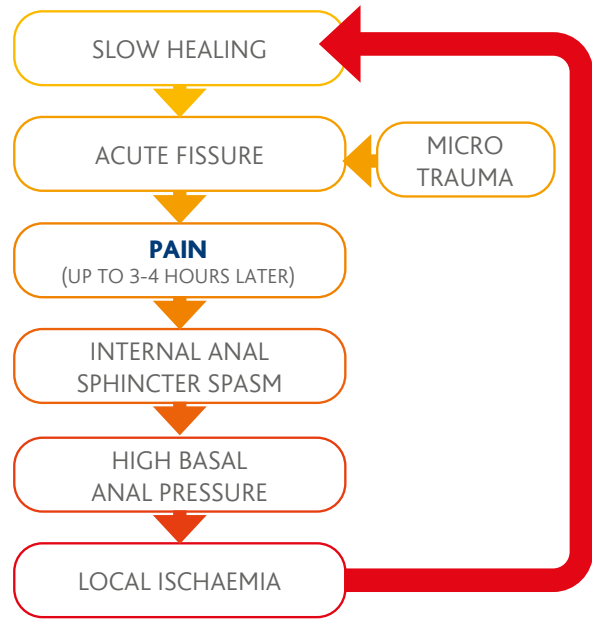 SLOW HEALING
ACUTE FISSURE
MICRO
TRAUMA
PAIN
(UP TO 3-4 HOURS LATER)
INTERNAL ANAL
SPHINCTER SPASM
HIGH BASAL
ANAL PRESSURE
LOCAL ISCHAEMIA